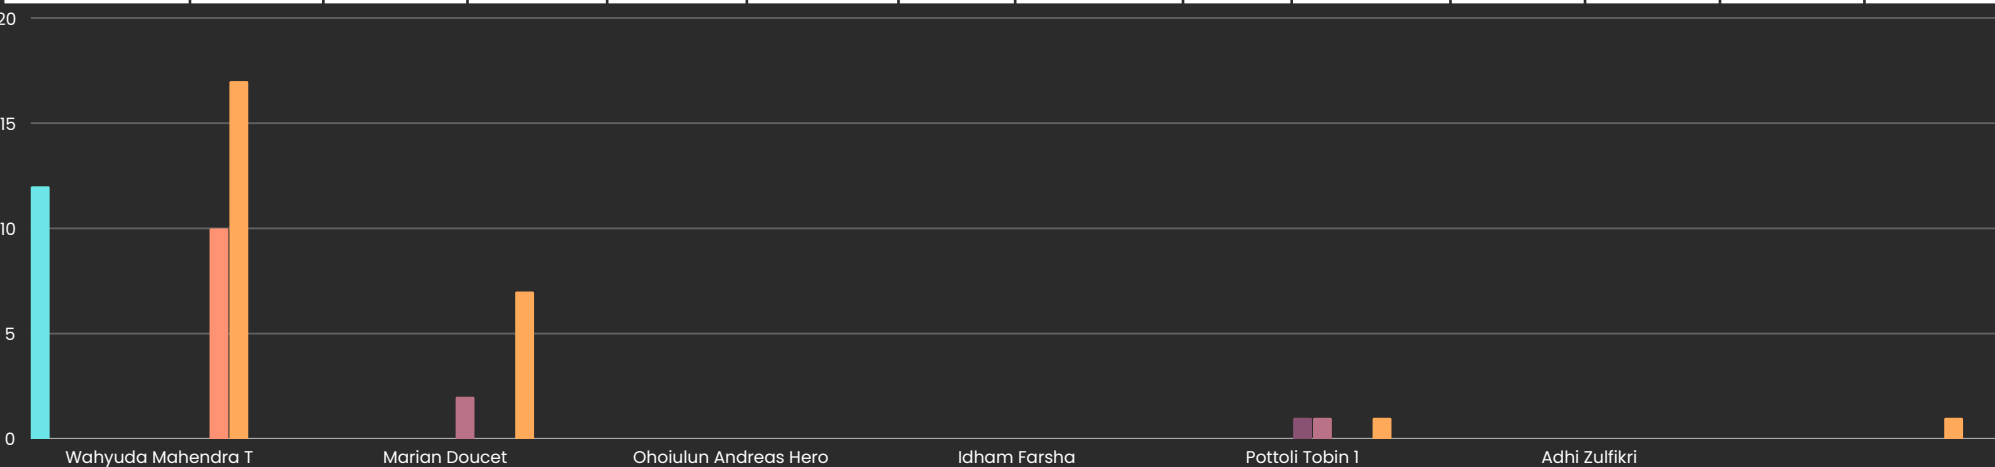 20
15
10
5
0
Wahyuda Mahendra T
Marian Doucet
Ohoiulun Andreas Hero
Idham Farsha
Pottoli Tobin 1
Adhi Zulfikri